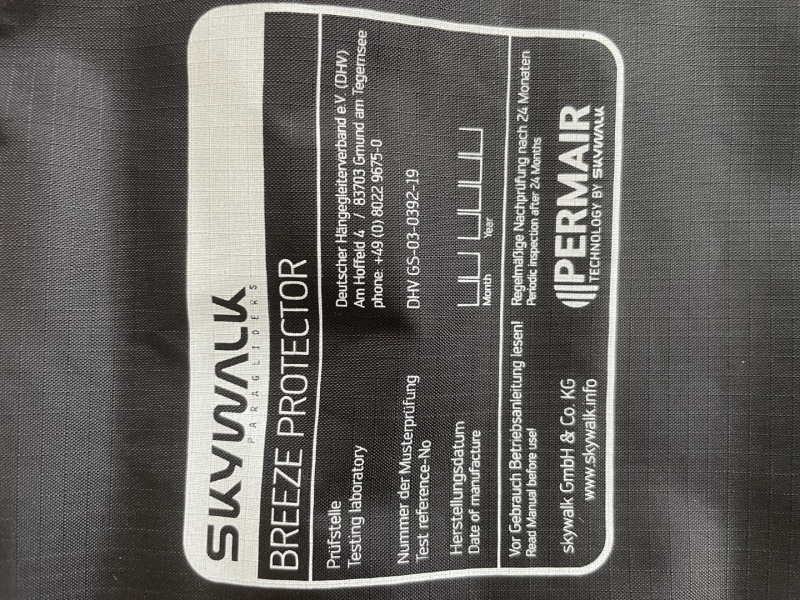 SKYWALK
PARAGLIDERS
BREEZE PROTECTOR
Prüfstelle
Testing laboratory
Deutscher Hängegleiterverband e.V. (DHV)
Am Hoffeld 4 / 83703 Gmund am Tegernsee
phone: +49 (0) 8022 9675-0
Nummer der Musterprüfung
Test reference-No
DHV GS-03-0392-19
Herstellungsdatum
Date of manufacture
Month Year
Vor Gebrauch Betriebsanleitung lesen!
Read Manual before use!
Regelmäßige Nachprüfung nach 24 Monaten
Periodic inspection after 24 Months
skywalk GmbH & Co. KG
www.skywalk.info
PERMAIR
TECHNOLOGY BY SKYWALK